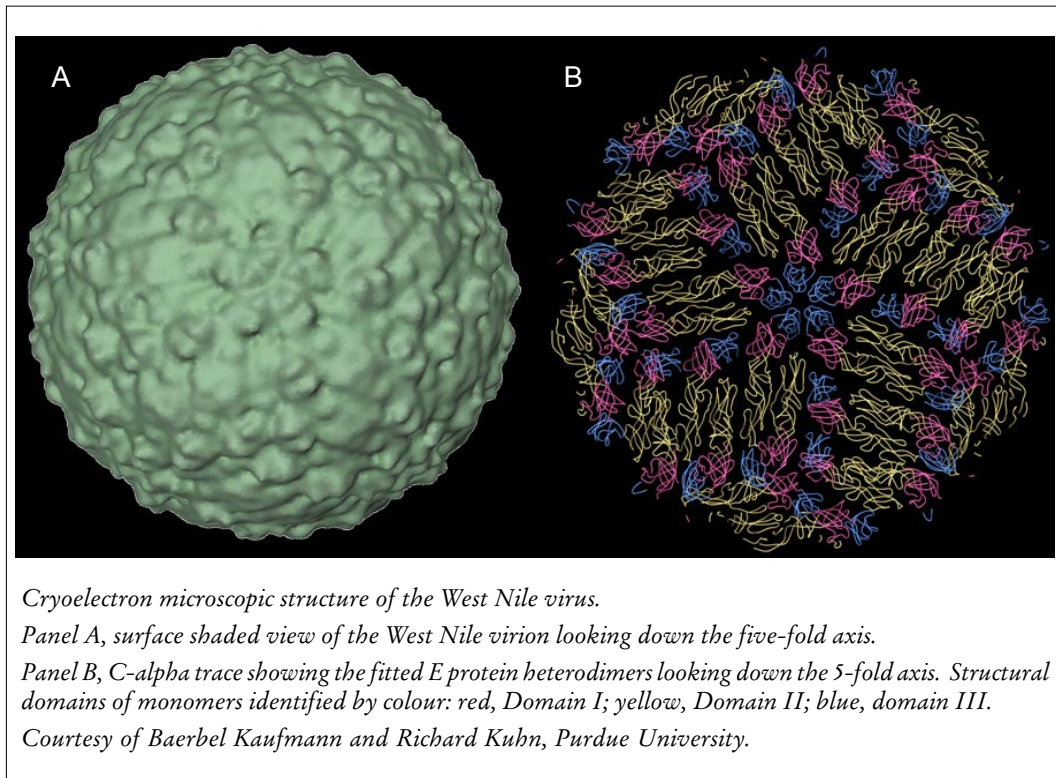 A
B
Cryoelectron microscopic structure of the West Nile virus.
Panel A, surface shaded view of the West Nile virion looking down the five-fold axis.
Panel B, C-alpha trace showing the fitted E protein heterodimers looking down the 5-fold axis. Structural
domains of monomers identified by colour: red, Domain I; yellow, Domain II; blue, domain III.
Courtesy of Baerbel Kaufmann and Richard Kuhn, Purdue University.